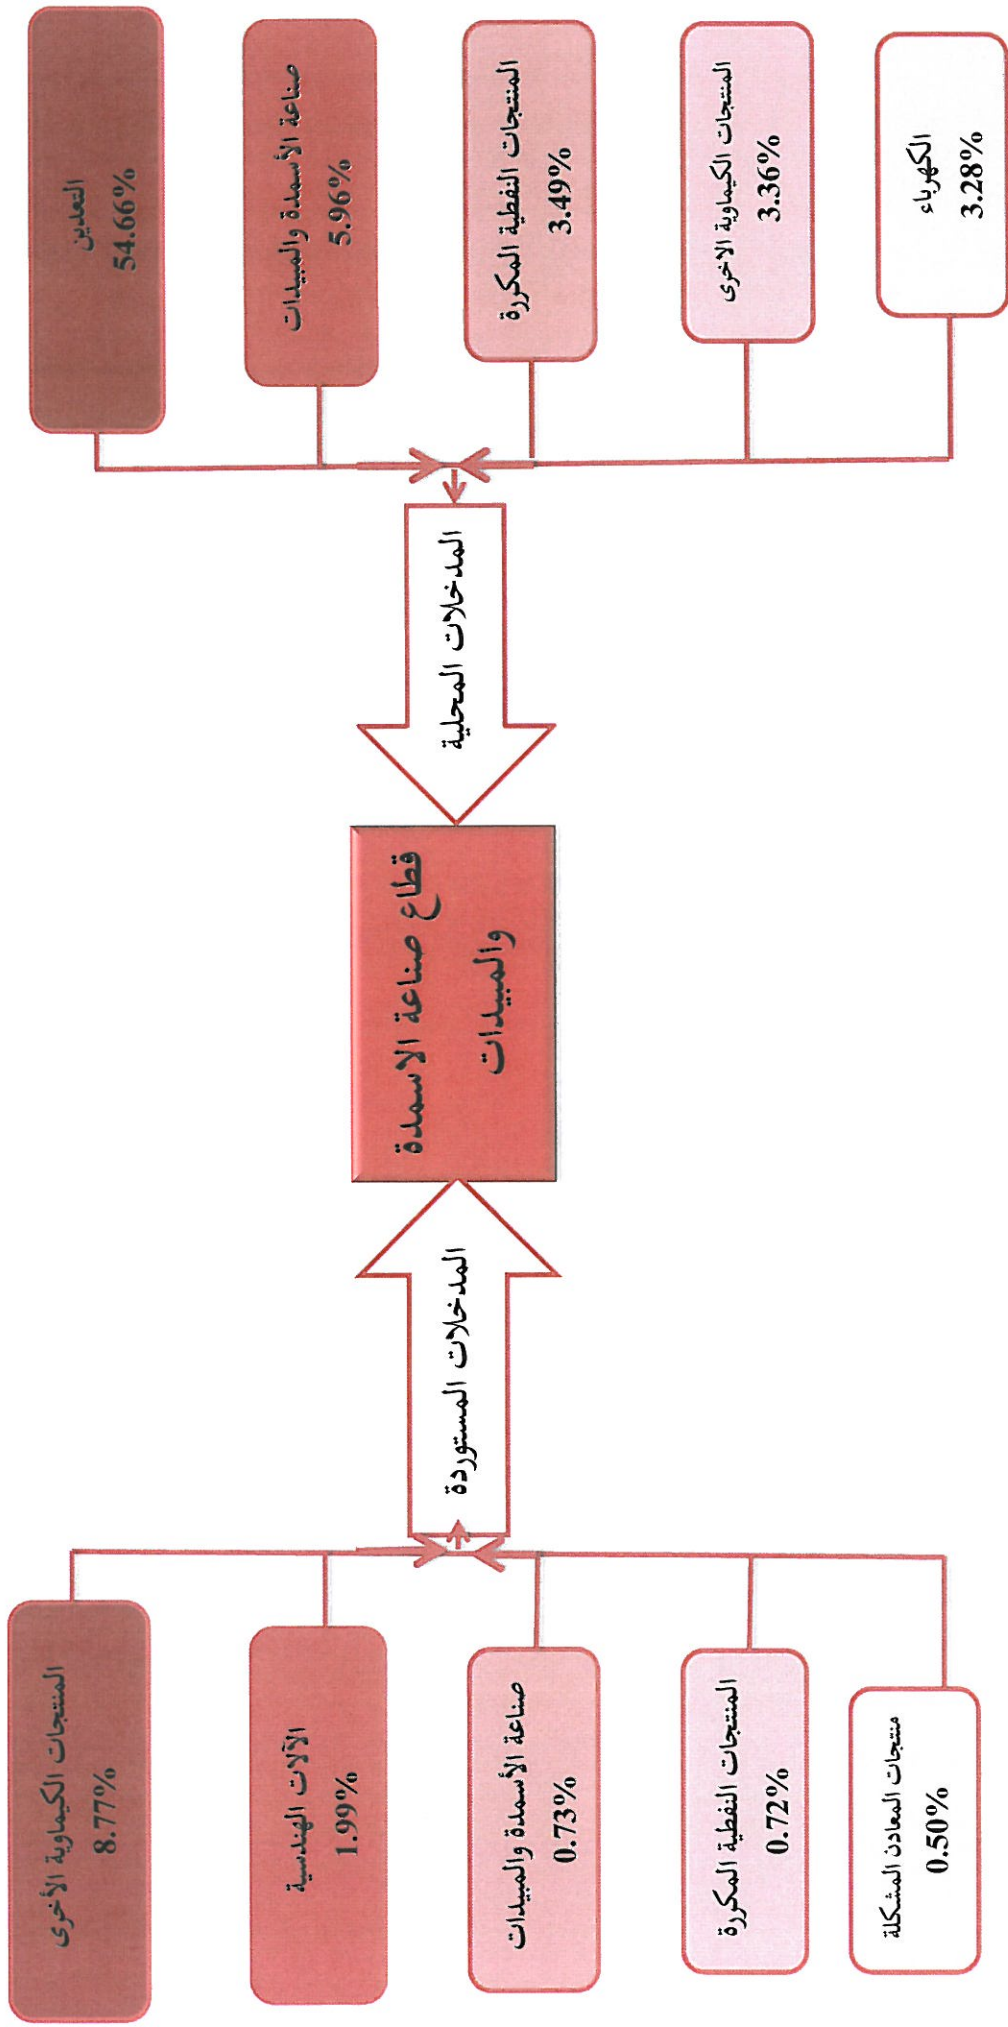 التعدين
54.66%
صناعة الأسمدة والمبيدات
5.96%
المنتجات النفطية المكررة
3.49%
المنتجات الكيماوية الاخرى
3.36%
الكهرباء
3.28%
المدخلات المحلية
قطاع صناعة الاسمدة
والمبيدات
المدخلات المستوردة
المنتجات الكيماوية الأخرى
8.77%
الآلات الهندسية
1.99%
صناعة الأسمدة والمبيدات
0.73%
المنتجات النفطية المكررة
0.72%
منتجات المعادن المشكلة
0.50%